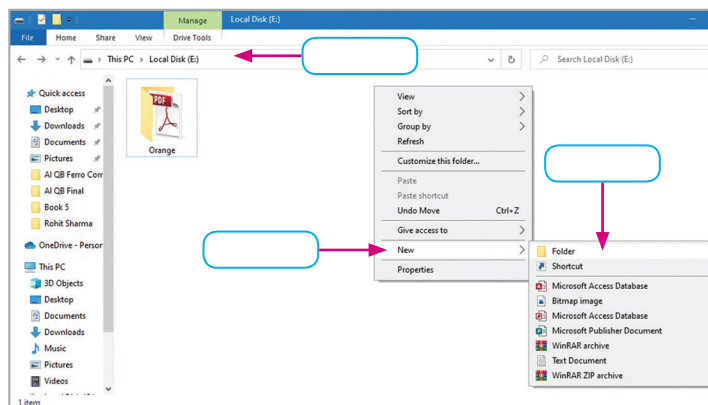 Manage
Local Disk (E:)
File
Home
Share
View
Drive Tools
This PC > Local Disk (E:)
Search Local Disk (E:)
Quick access
Desktop
Downloads
Documents
Pictures
AI QB Ferro Corr
AI QB Final
Book 5
Rohit Sharma
OneDrive - Person
This PC
3D Objects
Desktop
Documents
Downloads
Music
Pictures
Videos
1 item
PDF
Orange
View
Sort by
Group by
Refresh
Customize this folder...
Paste
Paste shortcut
Undo Move Ctrl+Z
Give access to
New
Properties
Folder
Shortcut
Microsoft Access Database
Bitmap image
Microsoft Access Database
Microsoft Publisher Document
WinRAR archive
Text Document
WinRAR ZIP archive